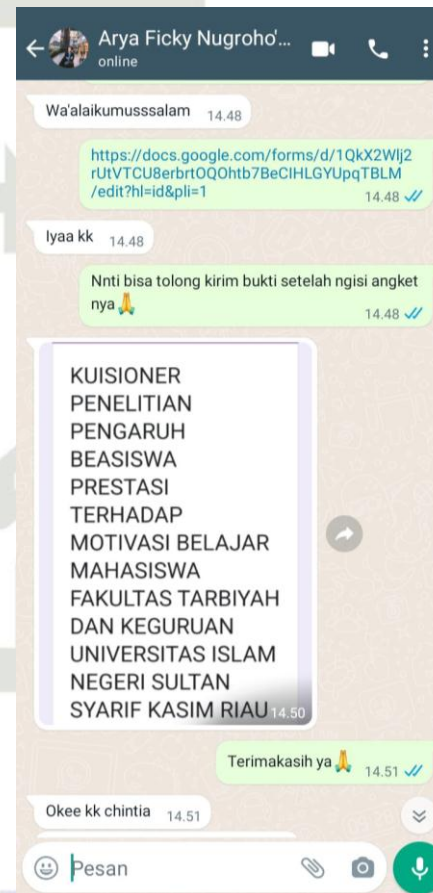 Arya Ficky Nugroho'...
online
Wa'alaikumusssalam 14.48
https://docs.google.com/forms/d/1QkX2Wlj2
rUtVTCU8erbrtOQOhtb7BeCIHLGYUpqTBLM
/edit?hl=id&pli=1
14.48
Iyaa kk 14.48
Nnti bisa tolong kirim bukti setelah ngisi angket
nya🙏
14.48
KUISIONER
PENELITIAN
PENGARUH
BEASISWA
PRESTASI
TERHADAP
MOTIVASI BELAJAR
MAHASISWA
FAKULTAS TARBIYAH
DAN KEGURUAN
UNIVERSITAS ISLAM
NEGERI SULTAN
SYARIF KASIM RIAU 14.50
Terimakasih ya🙏 14.51
Okee kk chintia 14.51
Pesan